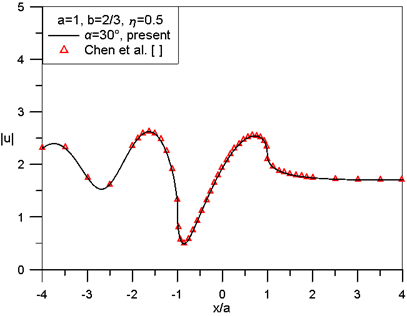 a=1, b=2/3, η=0.5
α=30°, present
Chen et al. [ ]
5
4
3
2
1
0
|u|
-4 -3 -2 -1 0 1 2 3 4
x/a